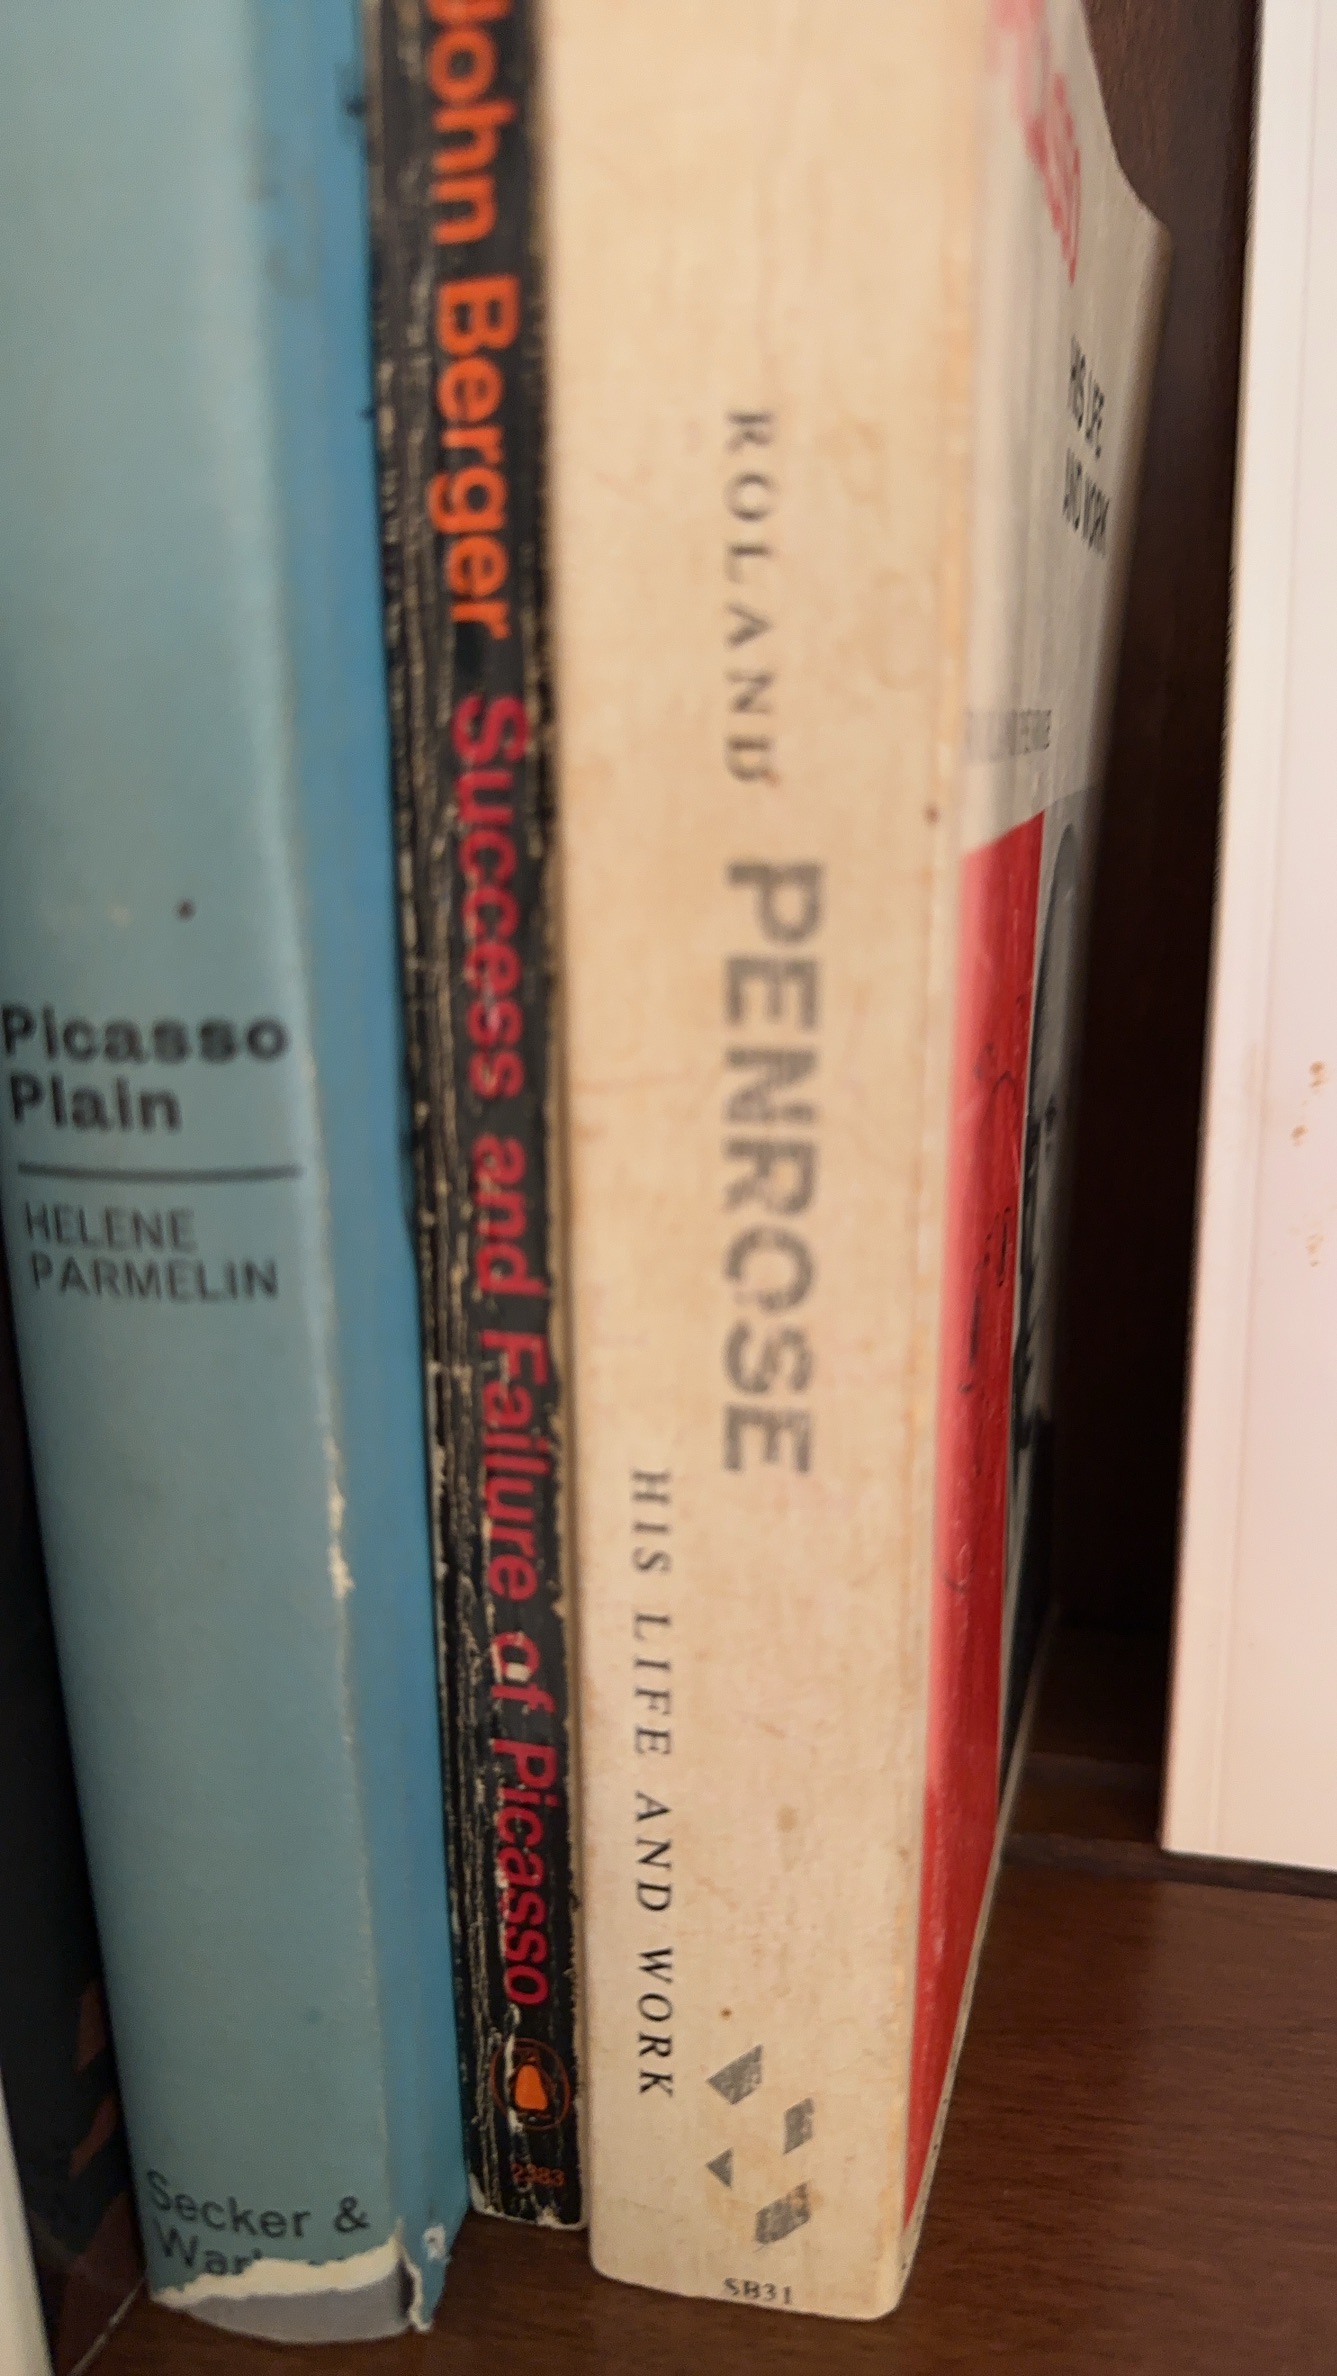 Picasso
Plain
HELENE
PARMELIN
Secker &
John Berger Success and Failure of Picasso
2383
ROLAND PENROSE
HIS LIFE AND WORK
SB31
HIS LIFE
AND WORK